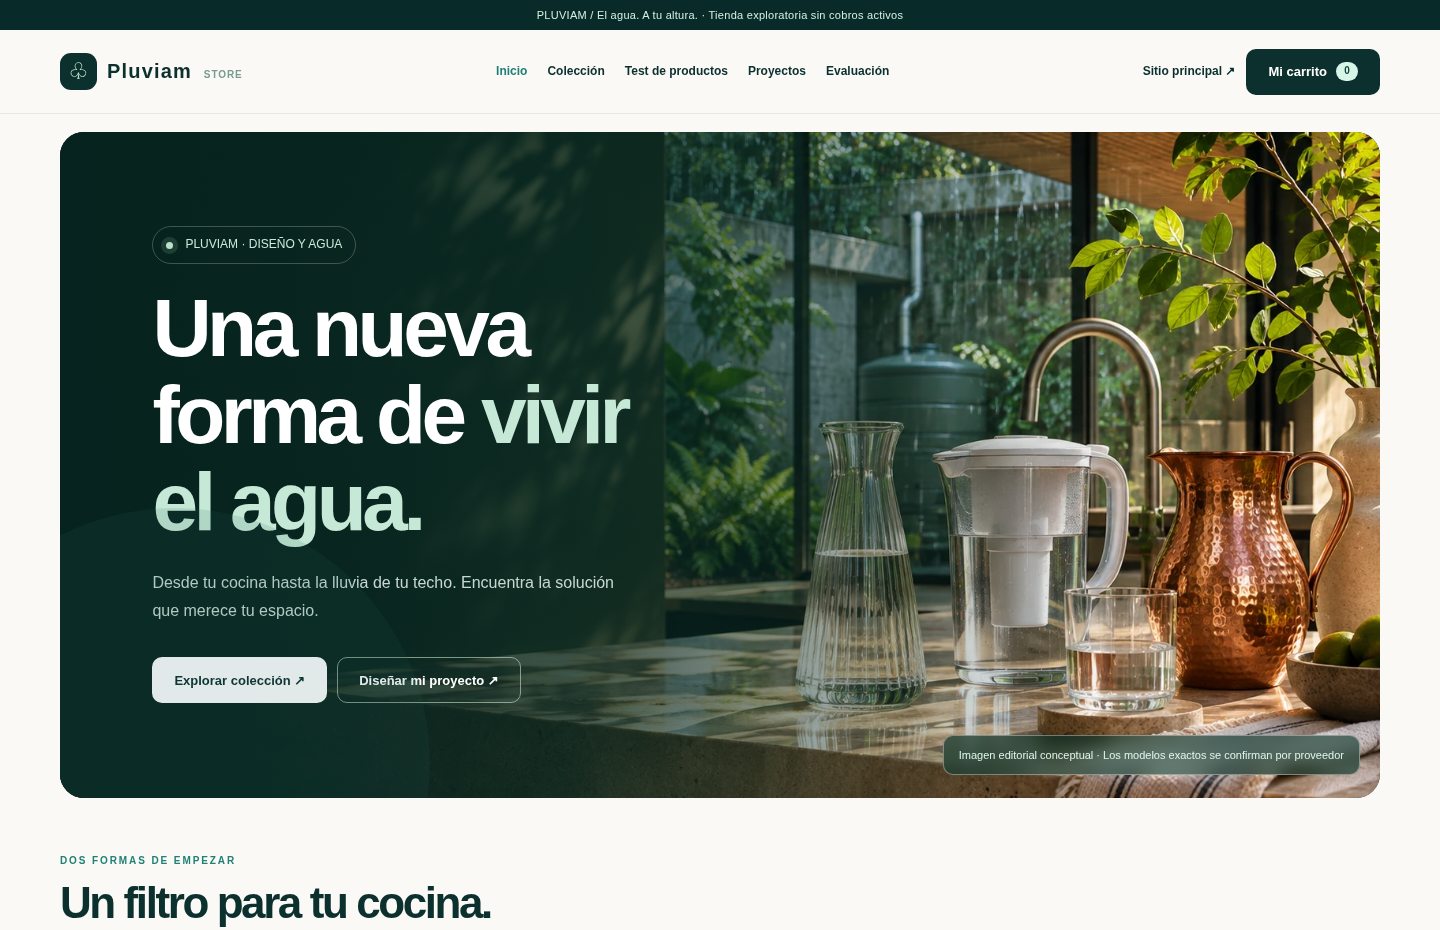 PLUVIAM / El agua. A tu altura. · Tienda exploratoria sin cobros activos
Pluviam STORE
Inicio
Colección
Test de productos
Proyectos
Evaluación
Sitio principal ↗
Mi carrito 0
PLUVIAM · DISEÑO Y AGUA
Una nueva
forma de vivir
el agua.
Desde tu cocina hasta la lluvia de tu techo. Encuentra la solución
que merece tu espacio.
Explorar colección ↗
Diseñar mi proyecto ↗
Imagen editorial conceptual · Los modelos exactos se confirman por proveedor
DOS FORMAS DE EMPEZAR
Un filtro para tu cocina.